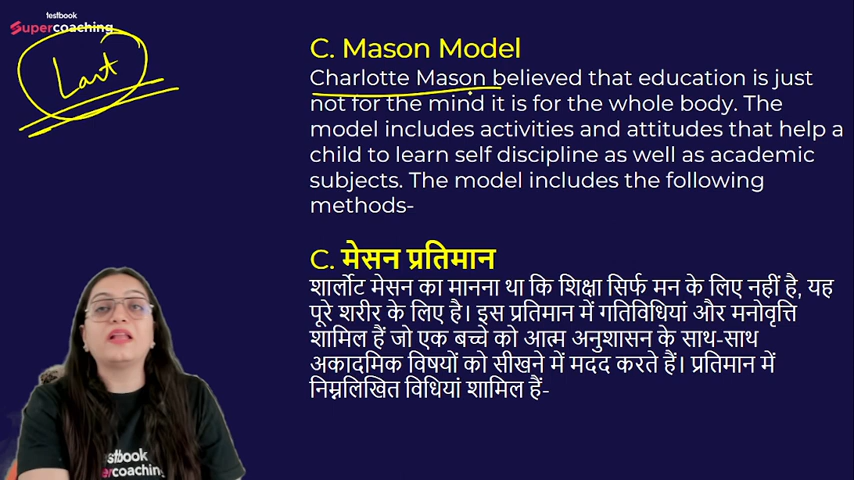 testbook
Supercoaching
Last
C. Mason Model
Charlotte Mason believed that education is just
not for the mind it is for the whole body. The
model includes activities and attitudes that help a
child to learn self discipline as well as academic
subjects. The model includes the following
methods-
C. मेसन प्रतिमान
शार्लोट मेसन का मानना था कि शिक्षा सिर्फ मन के लिए नहीं है, यह
पूरे शरीर के लिए है। इस प्रतिमान में गतिविधियां और मनोवृत्ति
शामिल हैं जो एक बच्चे को आत्म अनुशासन के साथ-साथ
अकादमिक विषयों को सीखने में मदद करते हैं। प्रतिमान में
निम्नलिखित विधियां शामिल हैं-
testbook
ercoaching